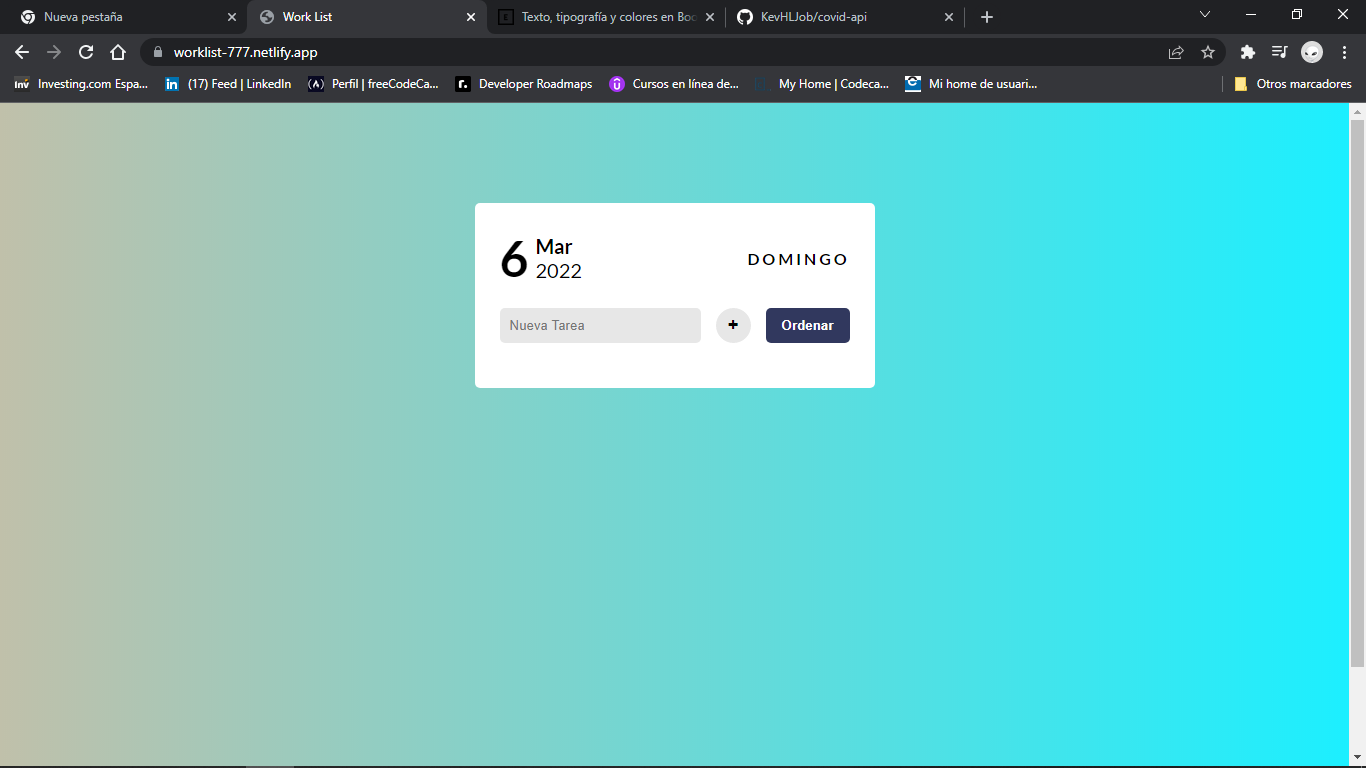 Nueva pestaña
Work List
Texto, tipografía y colores en Boo
KevHLJob/covid-api
worklist-777.netlify.app
Inv Investing.com Espa...
in (17) Feed | LinkedIn
Perfil | freeCodeCa...
r. Developer Roadmaps
Cursos en línea de...
My Home | Codeca...
Mi home de usuari...
Otros marcadores
6 Mar
2022
DOMINGO
Nueva Tarea
+
Ordenar